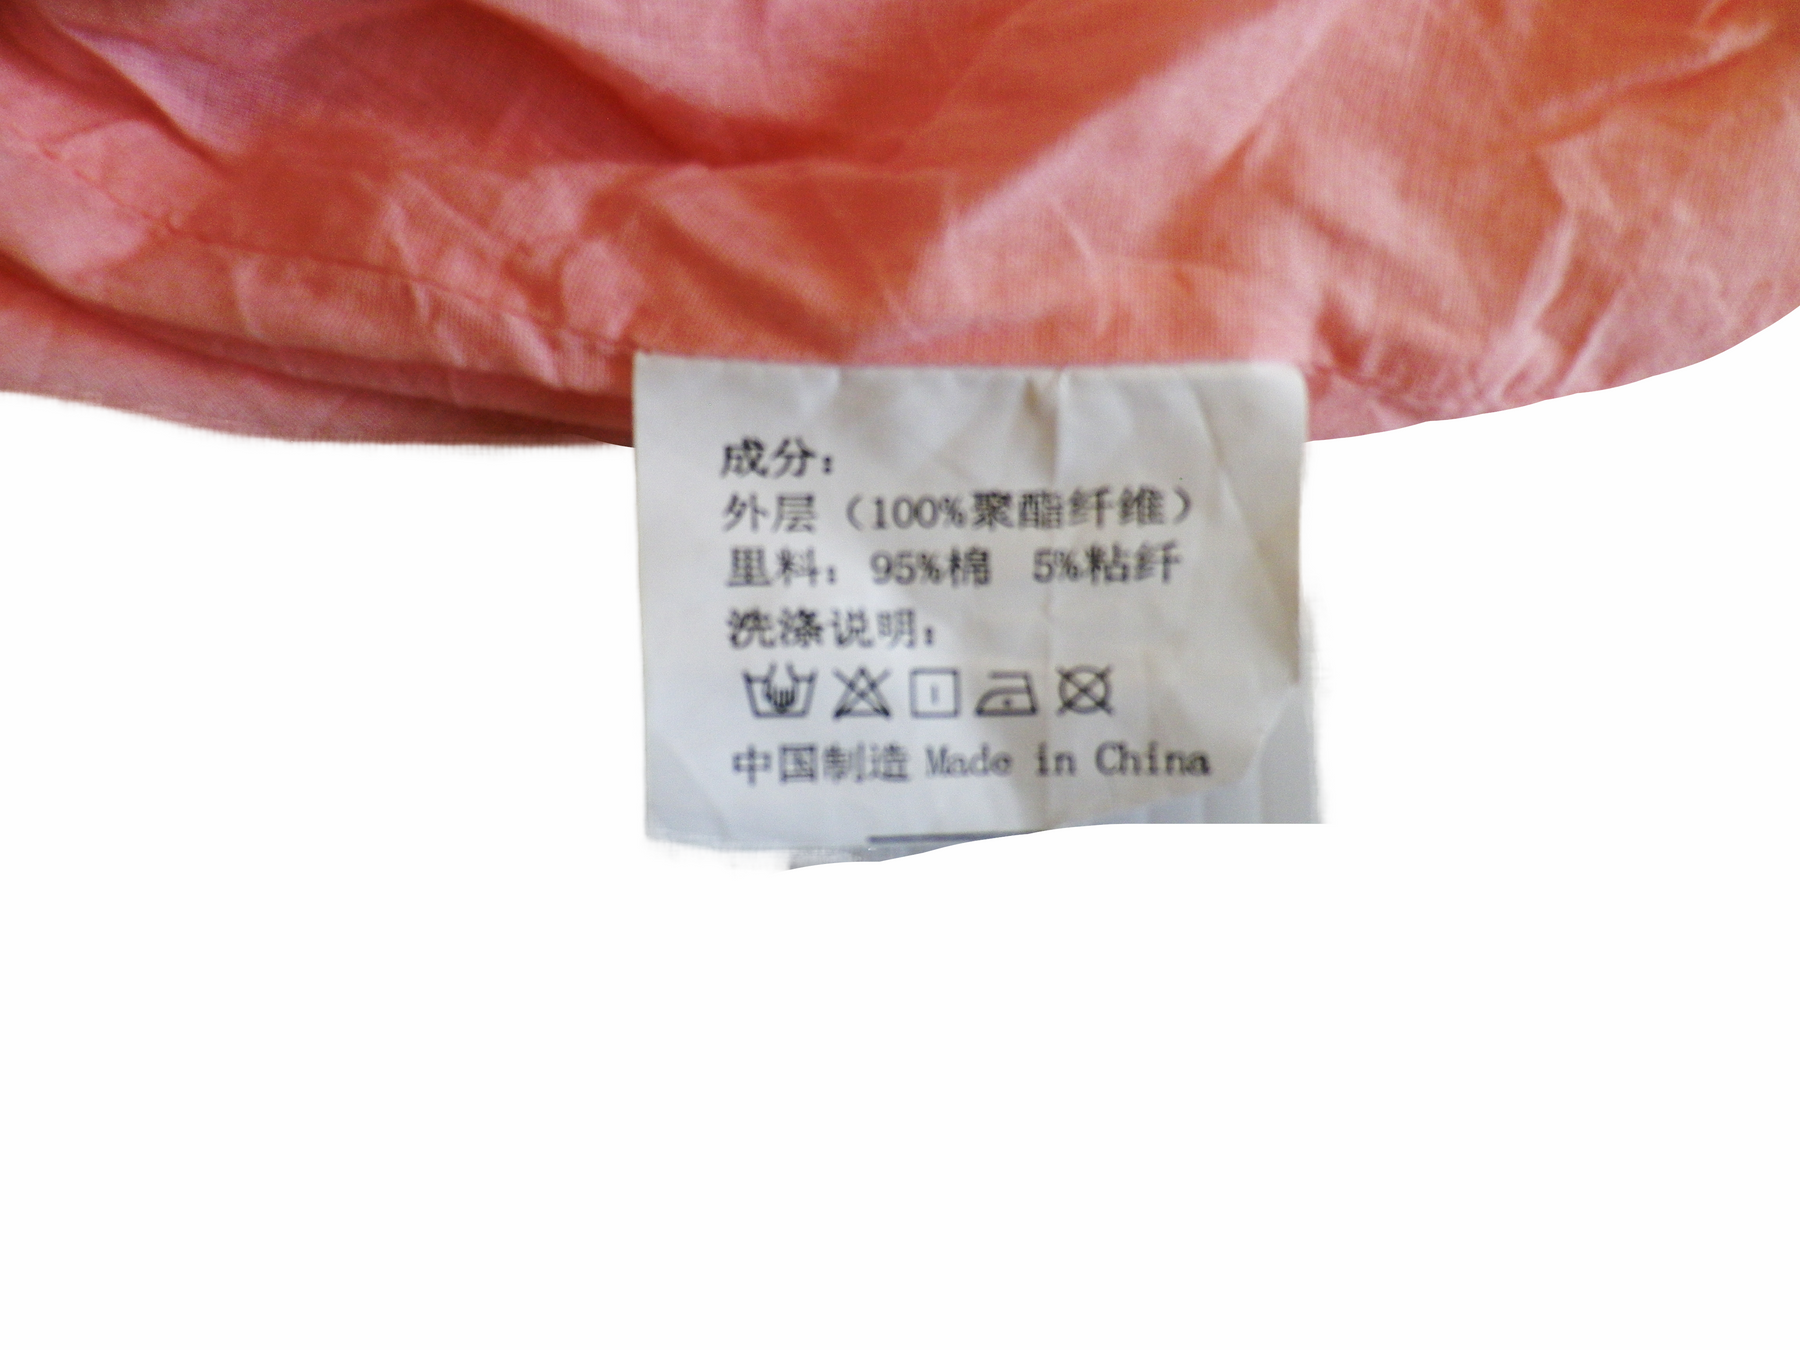 成分：
外层（100%聚酯纤维）
里料：95%棉 5%粘纤
洗涤说明：
中国制造 Made in China